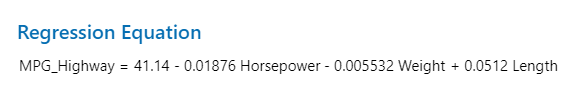 Regression Equation
MPG_Highway = 41.14 - 0.01876 Horsepower - 0.005532 Weight + 0.0512 Length